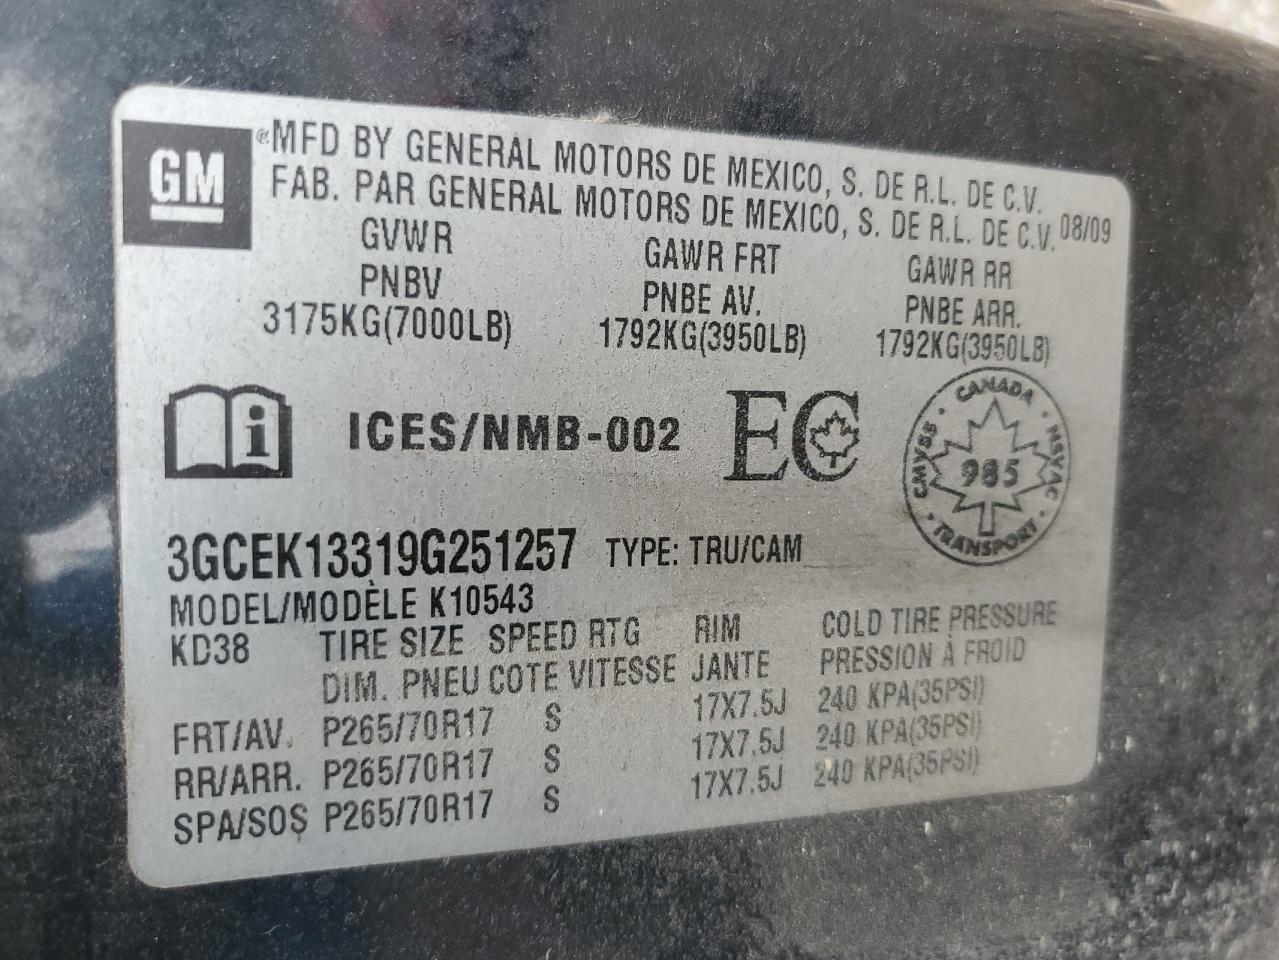 GM
MFD BY GENERAL MOTORS DE MEXICO, S. DE R.L. DE C.V.
FAB. PAR GENERAL MOTORS DE MEXICO, S. DE R.L. DE C.V. 08/09
GVWR GAWR FRT GAWR RR
PNBV PNBE AV. PNBE ARR.
3175KG(7000LB) 1792KG(3950LB) 1792KG(3950LB)
i ICES/NMB-002 EC
CANADA
CMVSS 985 NSVAC
TRANSPORT
3GCEK13319G251257 TYPE: TRU/CAM
MODEL/MODÈLE K10543
KD38 TIRE SIZE SPEED RTG RIM COLD TIRE PRESSURE
DIM. PNEU COTE VITESSE JANTE PRESSION À FROID
FRT/AV. P265/70R17 S 17X7.5J 240 KPA(35PSI)
RR/ARR. P265/70R17 S 17X7.5J 240 KPA(35PSI)
SPA/SOS P265/70R17 S 17X7.5J 240 KPA(35PSI)